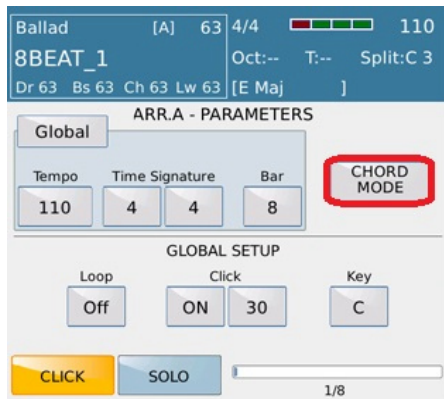 Ballad [A] 63 4/4 110
8BEAT_1 Oct:-- T:-- Split:C 3
Dr 63 Bs 63 Ch 63 Lw 63 [E Maj ]
ARR.A - PARAMETERS
Global
Tempo Time Signature Bar
CHORD
MODE
110 4 4 8
GLOBAL SETUP
Loop Click Key
Off ON 30 C
CLICK SOLO
1/8